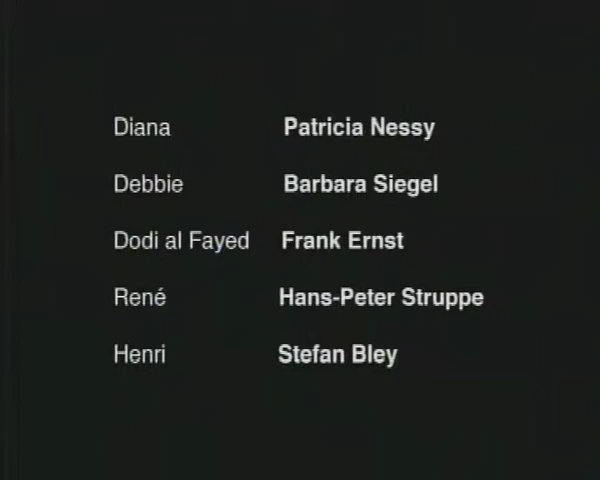 Diana Patricia Nessy
Debbie Barbara Siegel
Dodi al Fayed Frank Ernst
René Hans-Peter Struppe
Henri Stefan Bley